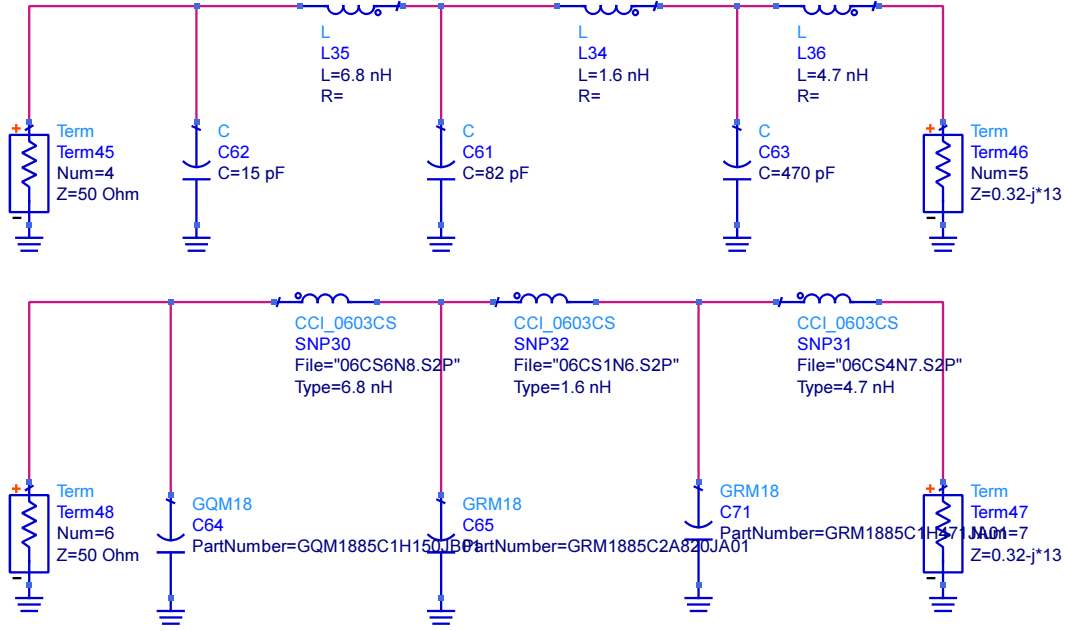 L
L35
L=6.8 nH
R=
L
L34
L=1.6 nH
R=
L
L36
L=4.7 nH
R=
+
Term
Term45
Num=4
Z=50 Ohm
-
C
C62
C=15 pF
C
C61
C=82 pF
C
C63
C=470 pF
+
Term
Term46
Num=5
Z=0.32-j*13
-
CCI_0603CS
SNP30
File="06CS6N8.S2P"
Type=6.8 nH
CCI_0603CS
SNP32
File="06CS1N6.S2P"
Type=1.6 nH
CCI_0603CS
SNP31
File="06CS4N7.S2P"
Type=4.7 nH
+
Term
Term48
Num=6
Z=50 Ohm
-
GQM18
C64
PartNumber=GQM1885C1H150JB01
GRM18
C65
PartNumber=GRM1885C2A820JA01
GRM18
C71
PartNumber=GRM1885C1H471JA01
+
Term
Term47
Num=7
Z=0.32-j*13
-